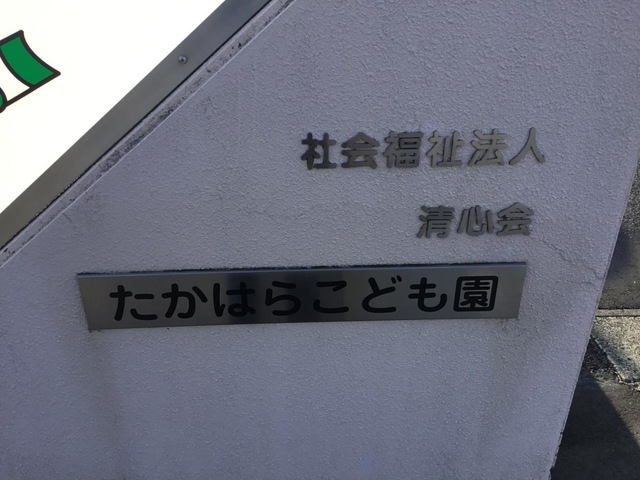 社会福祉法人
清心会
たかはらこども園